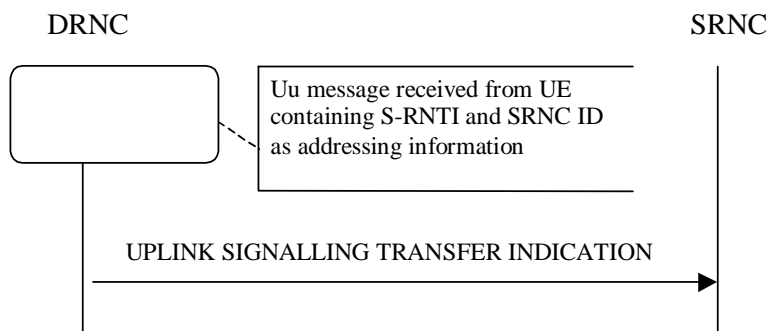 DRNC
SRNC
Uu message received from UE
containing S-RNTI and SRNC ID
as addressing information
UPLINK SIGNALLING TRANSFER INDICATION